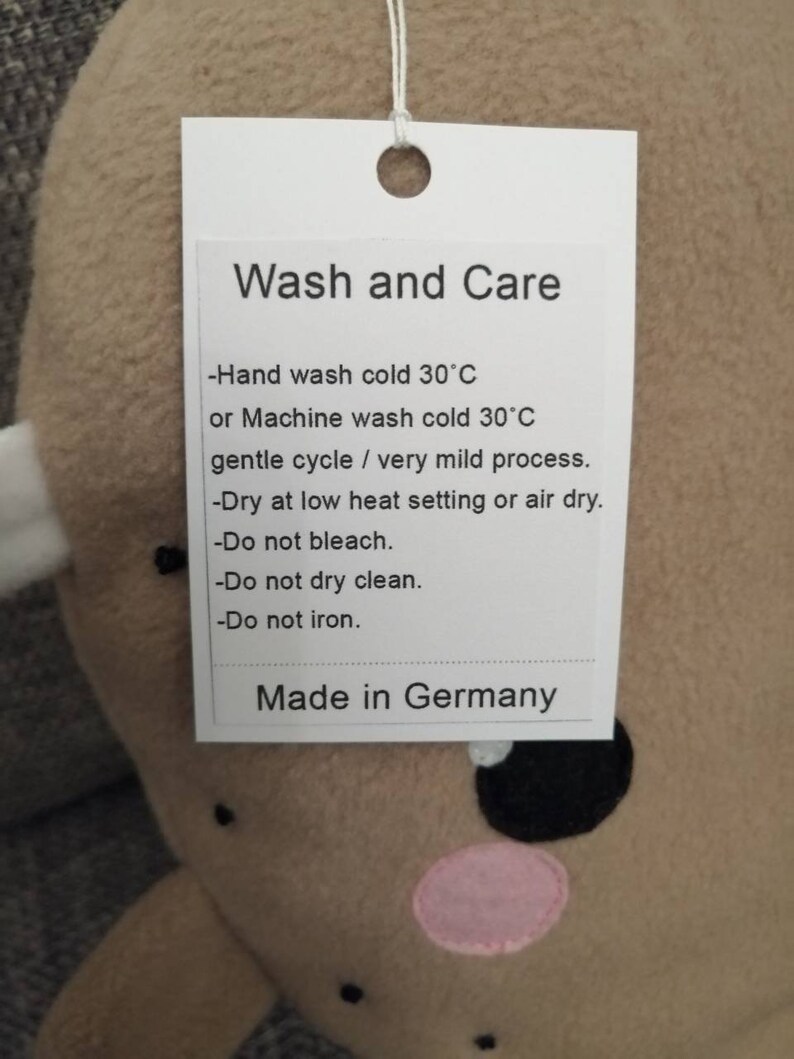 Wash and Care
-Hand wash cold 30°C
or Machine wash cold 30°C
gentle cycle / very mild process.
-Dry at low heat setting or air dry.
-Do not bleach.
-Do not dry clean.
-Do not iron.
Made in Germany